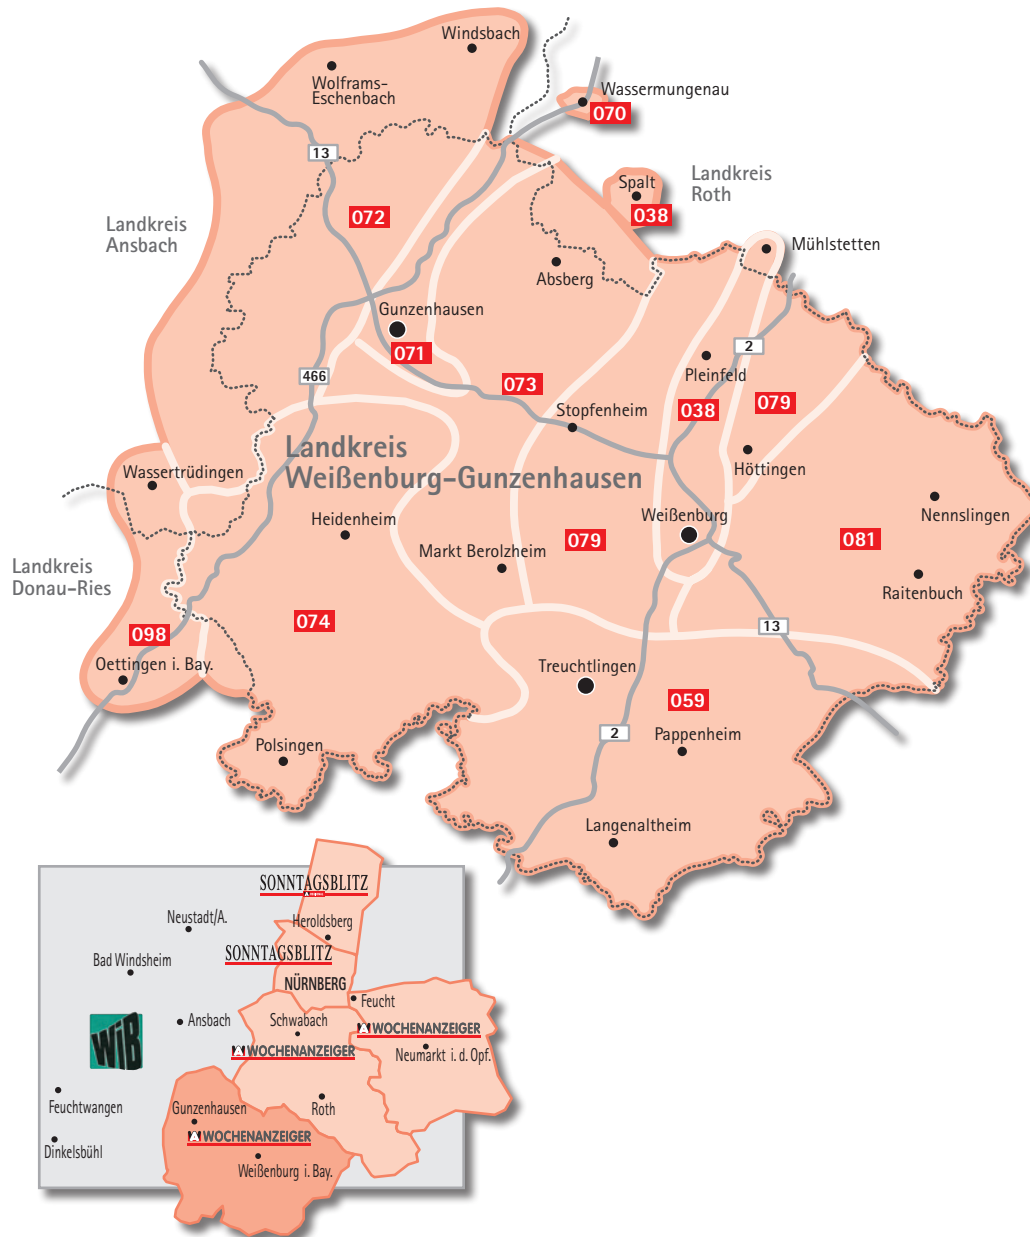 Windsbach
Wolframs-
Eschenbach
Wassermungenau
070
13
Landkreis
Roth
Spalt
038
072
Landkreis
Ansbach
Mühlstetten
Absberg
Gunzenhausen
071
2
Pleinfeld
466
073
079
038
Stopfenheim
Landkreis
Weißenburg-Gunzenhausen
Höttingen
Wassertrüdingen
Nennslingen
Heidenheim
Weißenburg
079
081
Markt Berolzheim
Landkreis
Donau-Ries
Raitenbuch
074
098
13
Oettingen i. Bay.
Treuchtlingen
059
2
Pappenheim
Polsingen
Langenaltheim
SONNTAGSBLITZ
Neustadt/A.
Heroldsberg
SONNTAGSBLITZ
Bad Windsheim
NÜRNBERG
Feucht
Ansbach
Schwabach
WOCHENANZEIGER
WiB
WOCHENANZEIGER
Neumarkt i. d. Opf.
Feuchtwangen
Gunzenhausen
Roth
WOCHENANZEIGER
Dinkelsbühl
Weißenburg i. Bay.